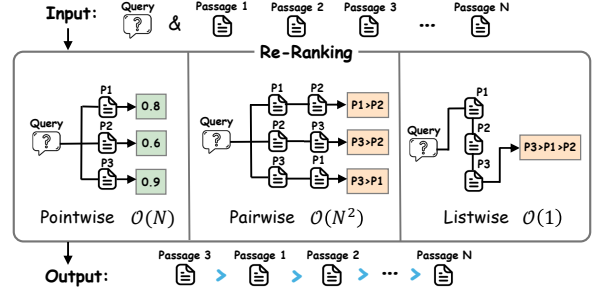 Input: Query ? & Passage 1 Passage 2 Passage 3 ... Passage N
Re-Ranking
Query ? P1 0.8
P2 0.6
P3 0.9
Pointwise O(N)
Query ? P1 P2 P1>P2
P2 P3 P3>P2
P3 P1 P3>P1
Pairwise O(N²)
Query ? P1
P2
P3
P3>P1>P2
Listwise O(1)
Output: Passage 3 > Passage 1 > Passage 2 > ... > Passage N